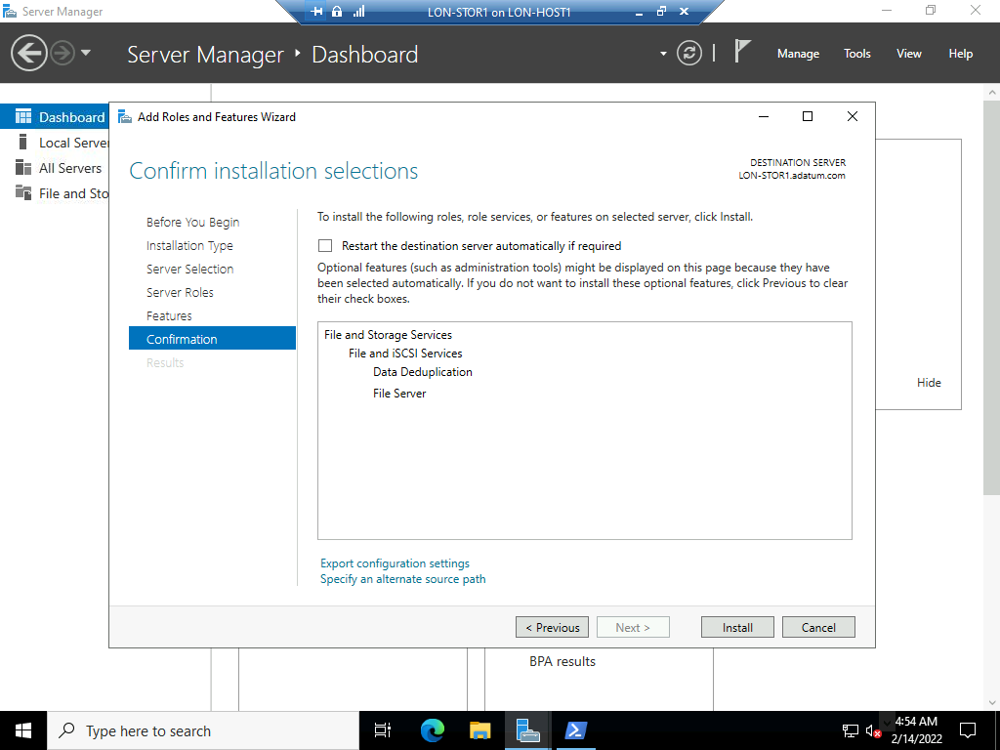 Server Manager
LON-STOR1 on LON-HOST1
Server Manager ‣ Dashboard
Manage
Tools
View
Help
Dashboard
Local Server
All Servers
File and Sto
Add Roles and Features Wizard
Confirm installation selections
DESTINATION SERVER
LON-STOR1.adatum.com
Before You Begin
Installation Type
Server Selection
Server Roles
Features
Confirmation
Results
To install the following roles, role services, or features on selected server, click Install.
Restart the destination server automatically if required
Optional features (such as administration tools) might be displayed on this page because they have
been selected automatically. If you do not want to install these optional features, click Previous to clear
their check boxes.
File and Storage Services
File and iSCSI Services
Data Deduplication
File Server
Export configuration settings
Specify an alternate source path
< Previous
Next >
Install
Cancel
Hide
BPA results
Type here to search
4:54 AM
2/14/2022